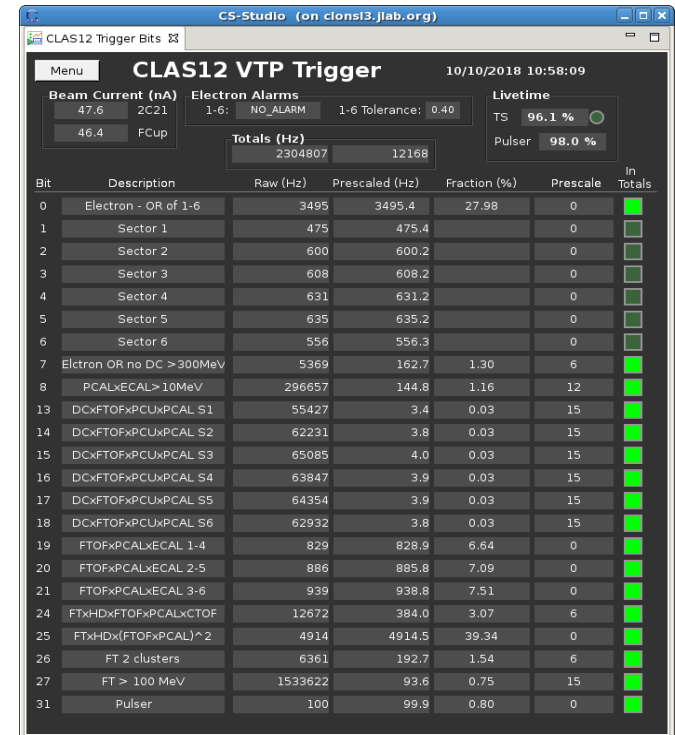 CS-Studio (on clonsl3.jlab.org)
CLAS12 Trigger Bits
Menu CLAS12 VTP Trigger 10/10/2018 10:58:09
Beam Current (nA) Electron Alarms Livetime
47.6 2C21 1-6: NO_ALARM 1-6 Tolerance: 0.40 TS 96.1 %
46.4 FCup Totals (Hz) Pulser 98.0 %
2304807 12168
Bit Description Raw (Hz) Prescaled (Hz) Fraction (%) Prescale In Totals
0 Electron - OR of 1-6 3495 3495.4 27.98 0
1 Sector 1 475 475.4 0
2 Sector 2 600 600.2 0
3 Sector 3 608 608.2 0
4 Sector 4 631 631.2 0
5 Sector 5 635 635.2 0
6 Sector 6 556 556.3 0
7 Elctron OR no DC >300MeV 5369 162.7 1.30 6
8 PCALxECAL>10MeV 296657 144.8 1.16 12
13 DCxFTOFxPCUxPCAL S1 55427 3.4 0.03 15
14 DCxFTOFxPCUxPCAL S2 62231 3.8 0.03 15
15 DCxFTOFxPCUxPCAL S3 65085 4.0 0.03 15
16 DCxFTOFxPCUxPCAL S4 63847 3.9 0.03 15
17 DCxFTOFxPCUxPCAL S5 64354 3.9 0.03 15
18 DCxFTOFxPCUxPCAL S6 62932 3.8 0.03 15
19 FTOFxPCALxECAL 1-4 829 828.9 6.64 0
20 FTOFxPCALxECAL 2-5 886 885.8 7.09 0
21 FTOFxPCALxECAL 3-6 939 938.8 7.51 0
24 FTxHDxFTOFxPCALxCTOF 12672 384.0 3.07 6
25 FTxHDx(FTOFxPCAL)^2 4914 4914.5 39.34 0
26 FT 2 clusters 6361 192.7 1.54 6
27 FT > 100 MeV 1533622 93.6 0.75 15
31 Pulser 100 99.9 0.80 0